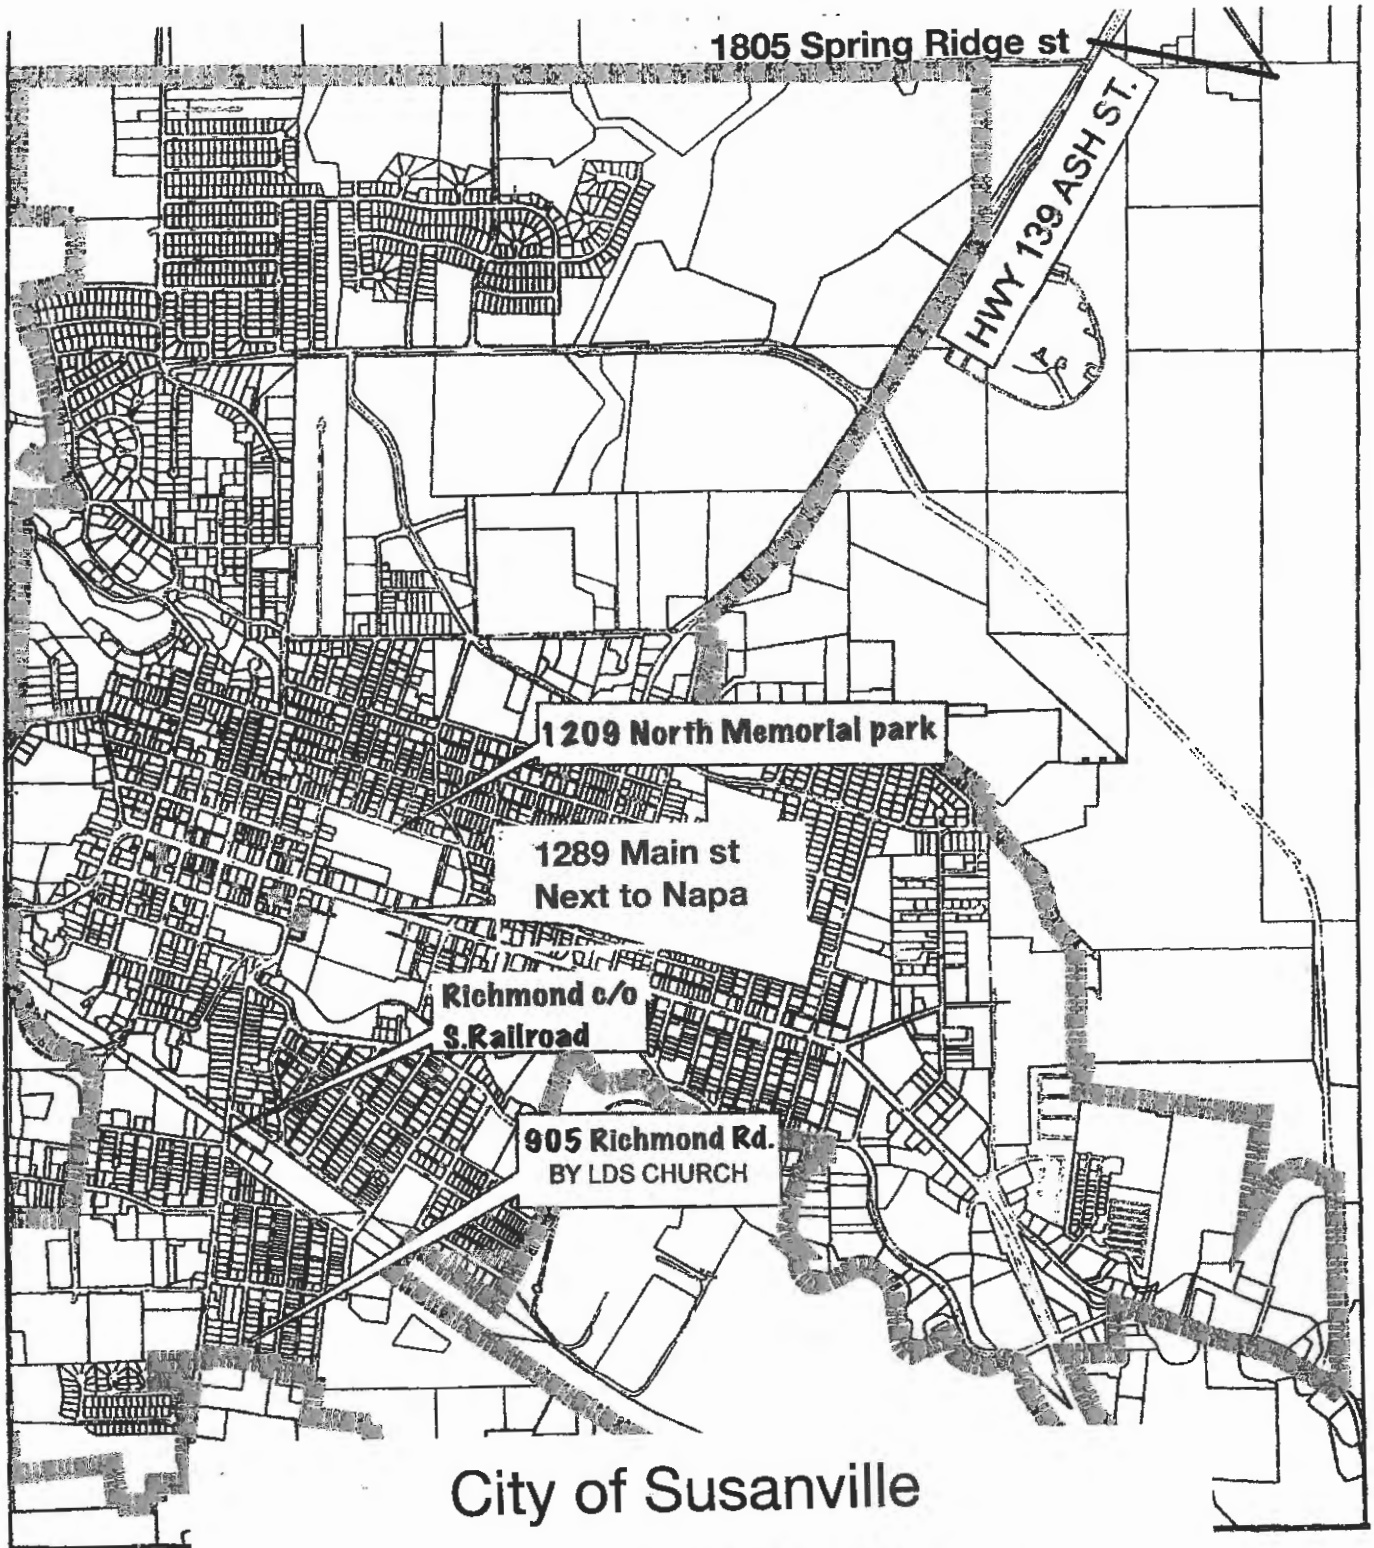 1805 Spring Ridge st
HWY 139 ASH ST.
1209 North Memorial park
1289 Main st
Next to Napa
Richmond c/o
S.Railroad
905 Richmond Rd.
BY LDS CHURCH
City of Susanville